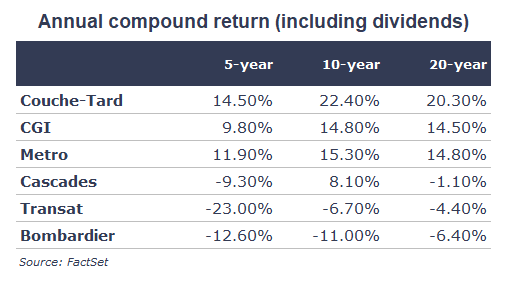 Annual compound return (including dividends)
5-year 10-year 20-year
Couche-Tard 14.50% 22.40% 20.30%
CGI 9.80% 14.80% 14.50%
Metro 11.90% 15.30% 14.80%
Cascades -9.30% 8.10% -1.10%
Transat -23.00% -6.70% -4.40%
Bombardier -12.60% -11.00% -6.40%
Source: FactSet